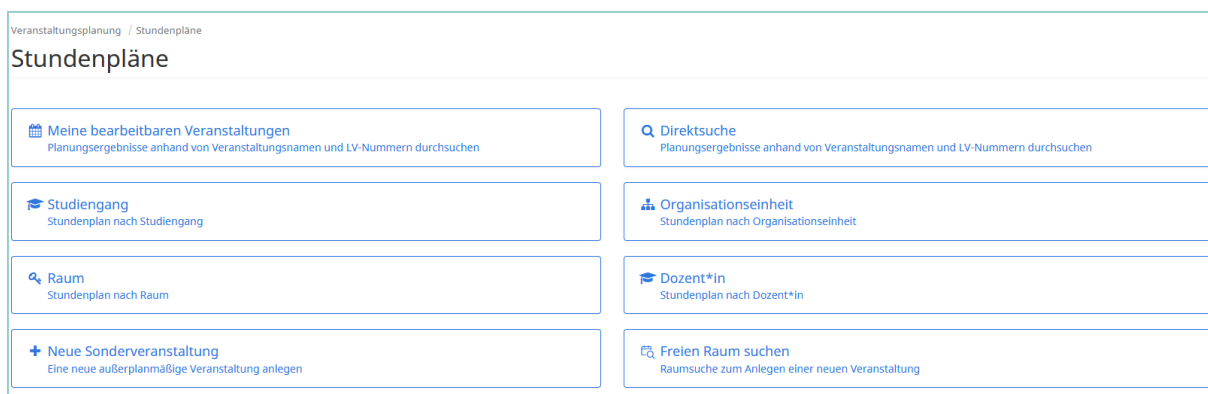 Veranstaltungsplanung / Stundenpläne
Stundenpläne
Meine bearbeitbaren Veranstaltungen
Planungsergebnisse anhand von Veranstaltungsnamen und LV-Nummern durchsuchen
Direktsuche
Planungsergebnisse anhand von Veranstaltungsnamen und LV-Nummern durchsuchen
Studiengang
Stundenplan nach Studiengang
Organisationseinheit
Stundenplan nach Organisationseinheit
Raum
Stundenplan nach Raum
Dozent*in
Stundenplan nach Dozent*in
Neue Sonderveranstaltung
Eine neue außerplanmäßige Veranstaltung anlegen
Freien Raum suchen
Raumsuche zum Anlegen einer neuen Veranstaltung